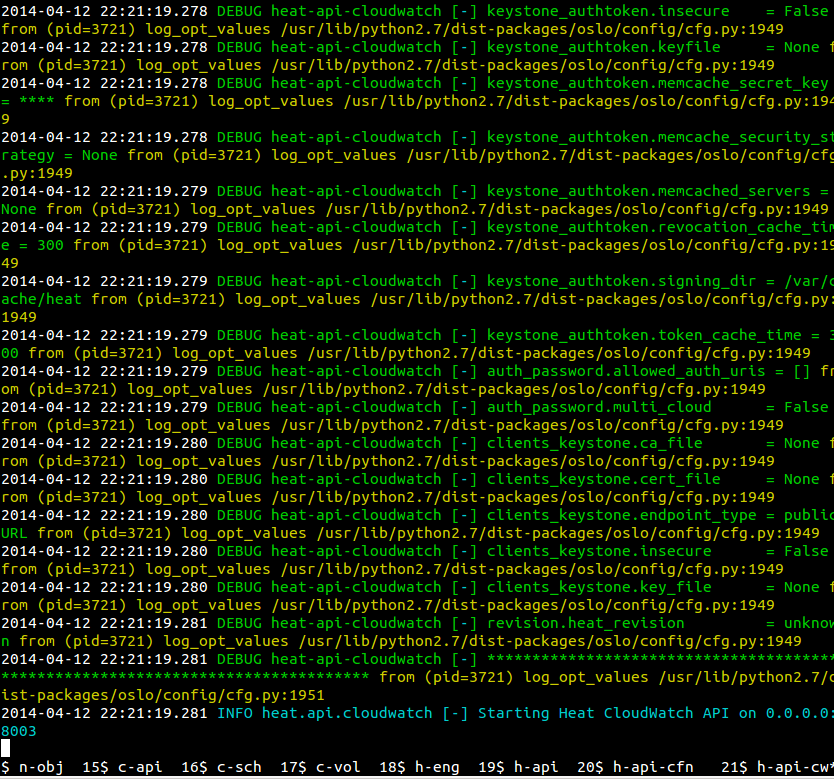 2014-04-12 22:21:19.278 DEBUG heat-api-cloudwatch [-] keystone_authtoken.insecure    = False
from (pid=3721) log_opt_values /usr/lib/python2.7/dist-packages/oslo/config/cfg.py:1949
2014-04-12 22:21:19.278 DEBUG heat-api-cloudwatch [-] keystone_authtoken.keyfile     = None f
rom (pid=3721) log_opt_values /usr/lib/python2.7/dist-packages/oslo/config/cfg.py:1949
2014-04-12 22:21:19.278 DEBUG heat-api-cloudwatch [-] keystone_authtoken.memcache_secret_key
= **** from (pid=3721) log_opt_values /usr/lib/python2.7/dist-packages/oslo/config/cfg.py:194
9
2014-04-12 22:21:19.278 DEBUG heat-api-cloudwatch [-] keystone_authtoken.memcache_security_st
rategy = None from (pid=3721) log_opt_values /usr/lib/python2.7/dist-packages/oslo/config/cfg
.py:1949
2014-04-12 22:21:19.279 DEBUG heat-api-cloudwatch [-] keystone_authtoken.memcached_servers =
None from (pid=3721) log_opt_values /usr/lib/python2.7/dist-packages/oslo/config/cfg.py:1949
2014-04-12 22:21:19.279 DEBUG heat-api-cloudwatch [-] keystone_authtoken.revocation_cache_tim
e = 300 from (pid=3721) log_opt_values /usr/lib/python2.7/dist-packages/oslo/config/cfg.py:19
49
2014-04-12 22:21:19.279 DEBUG heat-api-cloudwatch [-] keystone_authtoken.signing_dir = /var/c
ache/heat from (pid=3721) log_opt_values /usr/lib/python2.7/dist-packages/oslo/config/cfg.py:
1949
2014-04-12 22:21:19.279 DEBUG heat-api-cloudwatch [-] keystone_authtoken.token_cache_time = 3
00 from (pid=3721) log_opt_values /usr/lib/python2.7/dist-packages/oslo/config/cfg.py:1949
2014-04-12 22:21:19.279 DEBUG heat-api-cloudwatch [-] auth_password.allowed_auth_uris = [] fr
om (pid=3721) log_opt_values /usr/lib/python2.7/dist-packages/oslo/config/cfg.py:1949
2014-04-12 22:21:19.279 DEBUG heat-api-cloudwatch [-] auth_password.multi_cloud      = False
from (pid=3721) log_opt_values /usr/lib/python2.7/dist-packages/oslo/config/cfg.py:1949
2014-04-12 22:21:19.280 DEBUG heat-api-cloudwatch [-] clients_keystone.ca_file       = None f
rom (pid=3721) log_opt_values /usr/lib/python2.7/dist-packages/oslo/config/cfg.py:1949
2014-04-12 22:21:19.280 DEBUG heat-api-cloudwatch [-] clients_keystone.cert_file     = None f
rom (pid=3721) log_opt_values /usr/lib/python2.7/dist-packages/oslo/config/cfg.py:1949
2014-04-12 22:21:19.280 DEBUG heat-api-cloudwatch [-] clients_keystone.endpoint_type = public
URL from (pid=3721) log_opt_values /usr/lib/python2.7/dist-packages/oslo/config/cfg.py:1949
2014-04-12 22:21:19.280 DEBUG heat-api-cloudwatch [-] clients_keystone.insecure      = False
from (pid=3721) log_opt_values /usr/lib/python2.7/dist-packages/oslo/config/cfg.py:1949
2014-04-12 22:21:19.280 DEBUG heat-api-cloudwatch [-] clients_keystone.key_file      = None f
rom (pid=3721) log_opt_values /usr/lib/python2.7/dist-packages/oslo/config/cfg.py:1949
2014-04-12 22:21:19.281 DEBUG heat-api-cloudwatch [-] revision.heat_revision         = unknow
n from (pid=3721) log_opt_values /usr/lib/python2.7/dist-packages/oslo/config/cfg.py:1949
2014-04-12 22:21:19.281 DEBUG heat-api-cloudwatch [-] ***************************************
***************************************** from (pid=3721) log_opt_values /usr/lib/python2.7/d
ist-packages/oslo/config/cfg.py:1951
2014-04-12 22:21:19.281 INFO heat.api.cloudwatch [-] Starting Heat CloudWatch API on 0.0.0.0:
8003
$ n-obj  15$ c-api  16$ c-sch  17$ c-vol  18$ h-eng  19$ h-api  20$ h-api-cfn   21$ h-api-cw*